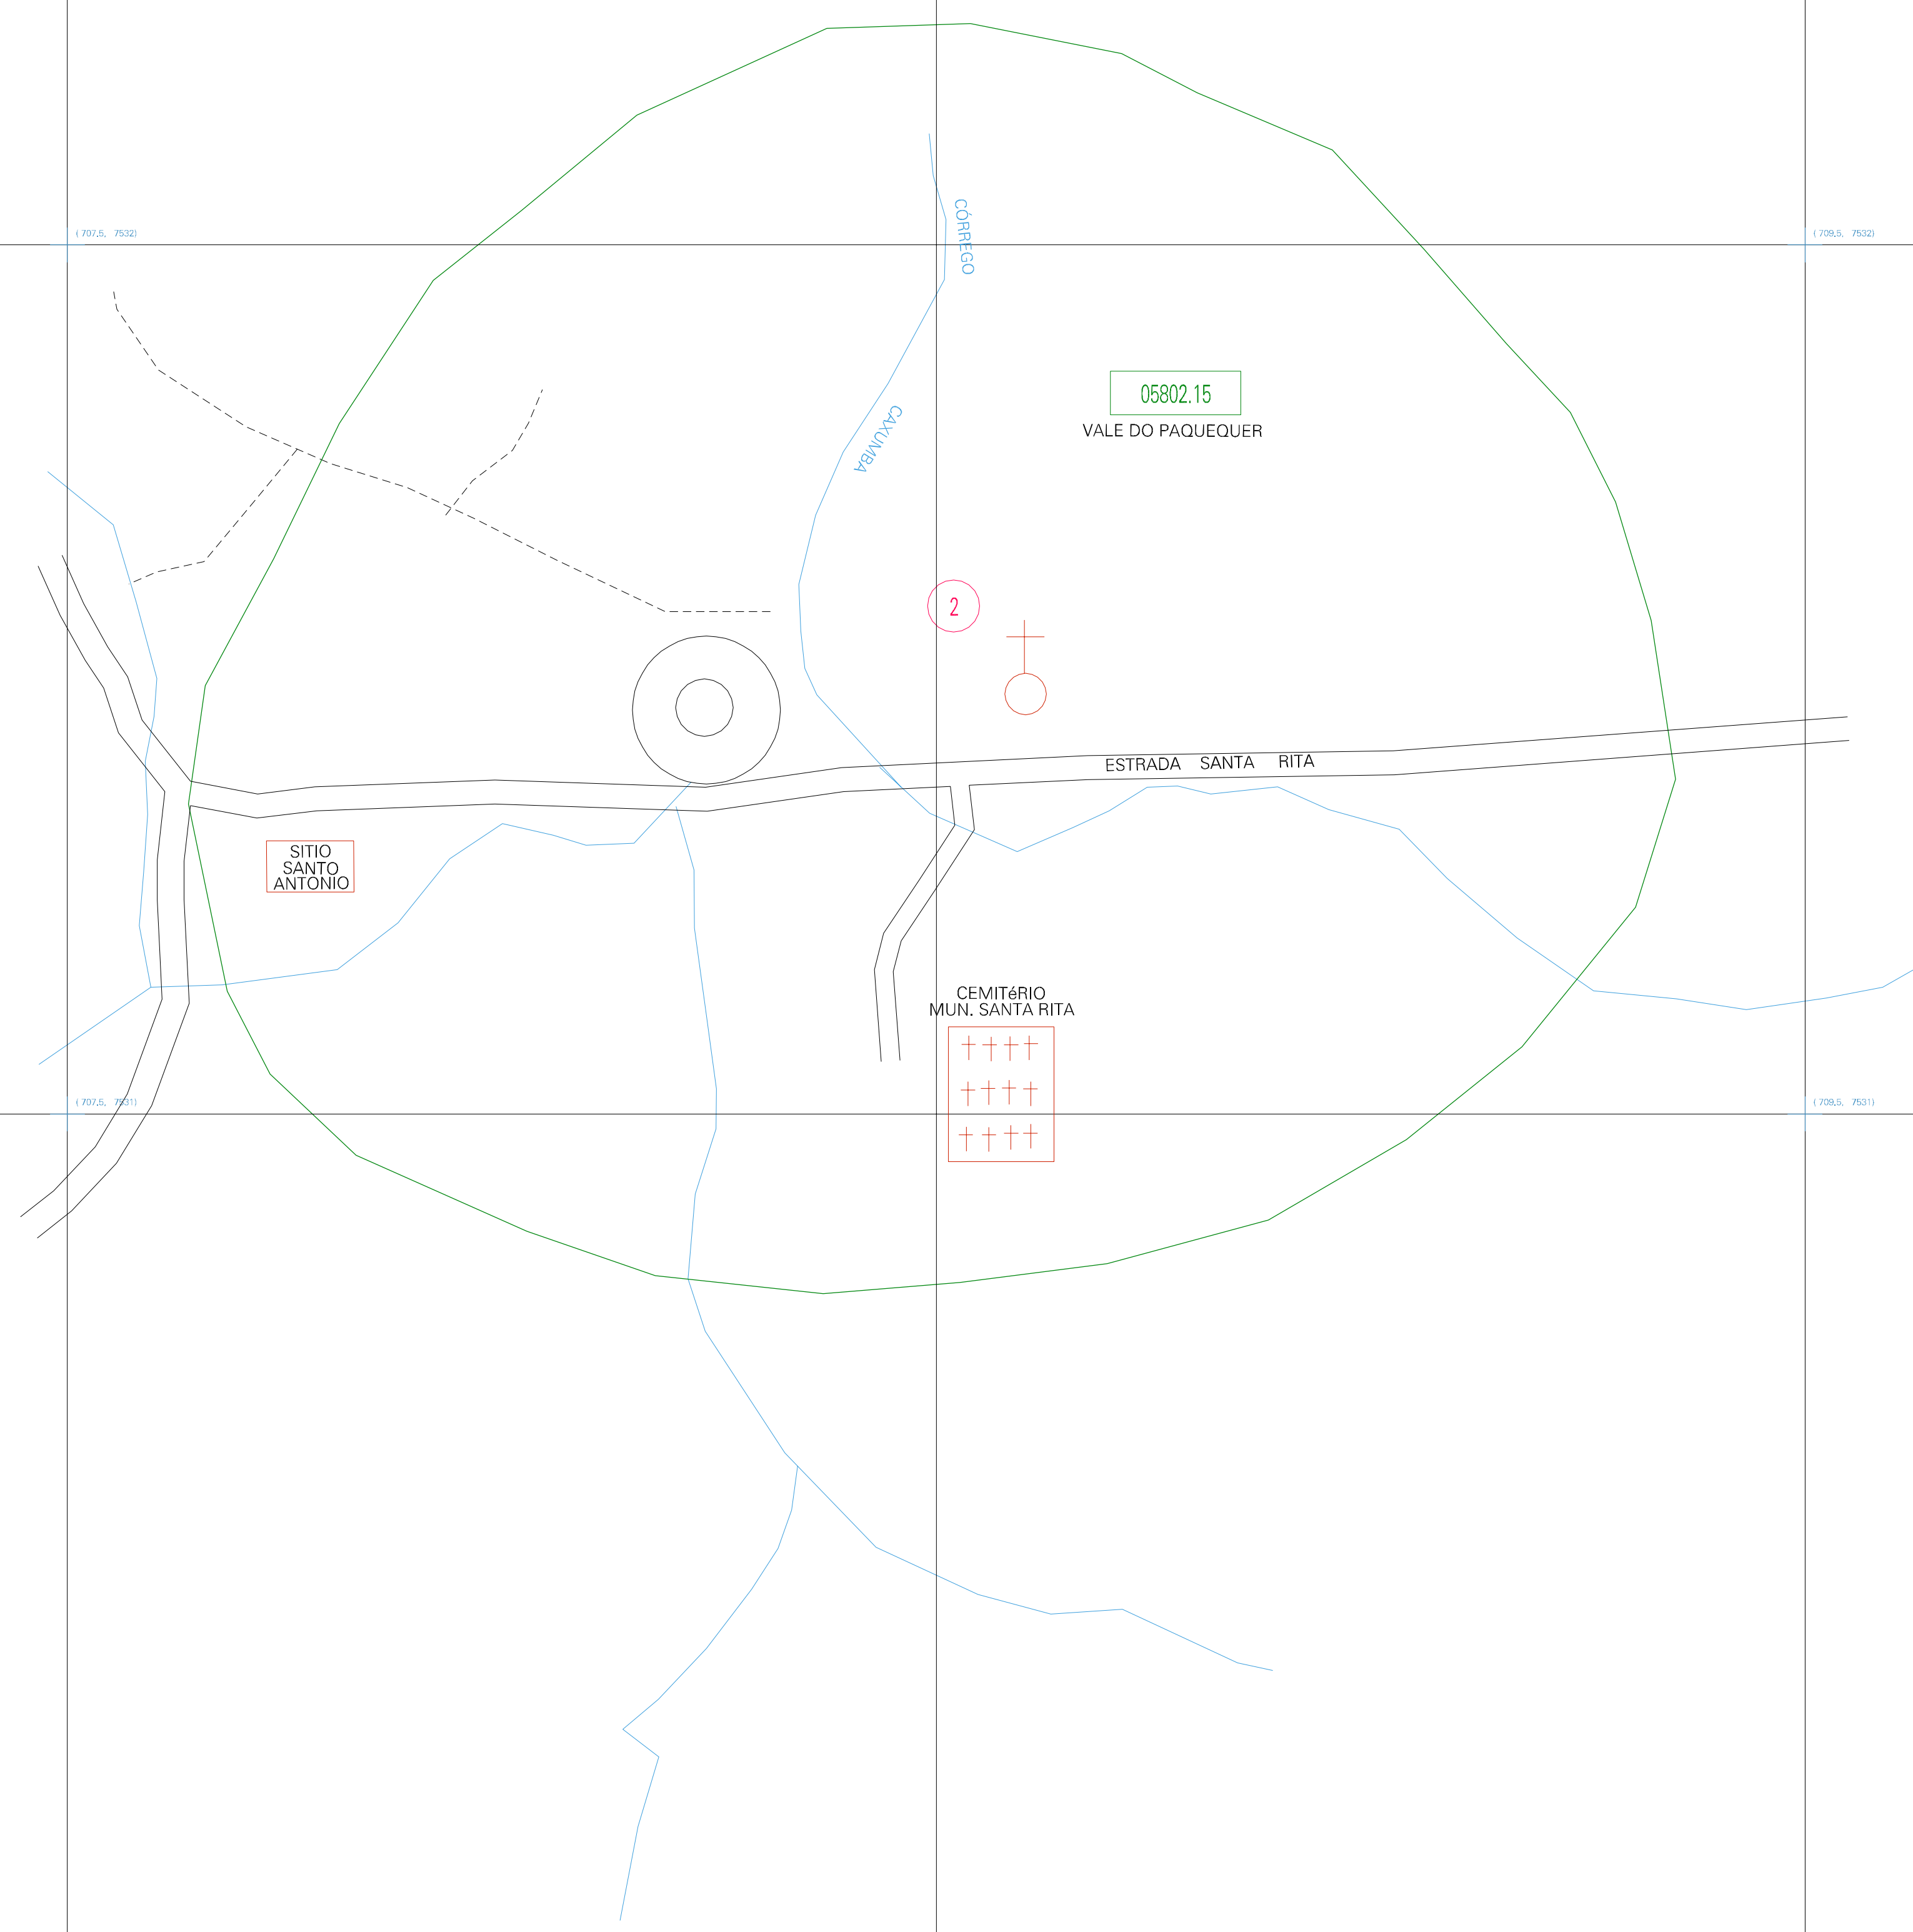 ( 707.5, 7532)
( 709.5, 7532)
CÓRREGO
CAXUMBA
05802.15
VALE DO PAQUEQUER
2
ESTRADA SANTA RITA
SITIO
SANTO
ANTONIO
CEMITéRIO
MUN. SANTA RITA
( 707.5, 7531)
( 709.5, 7531)